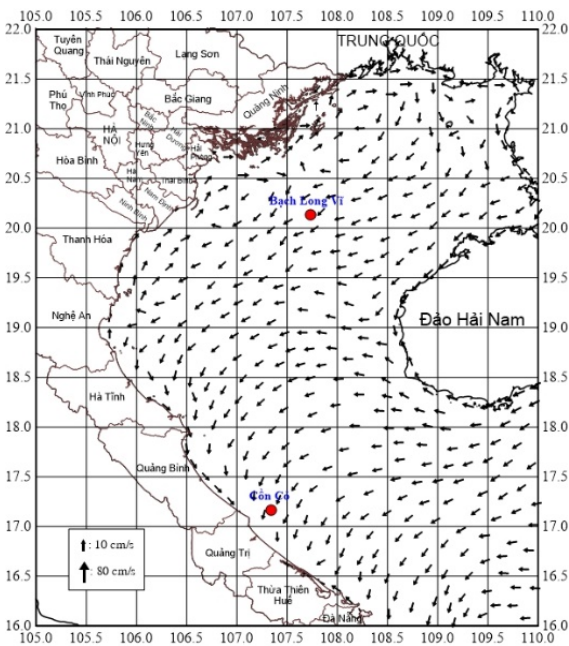 105.0 105.5 106.0 106.5 107.0 107.5 108.0 108.5 109.0 109.5 110.0
22.0 22.0
TRUNG QUỐC
Tuyên
Quang
Lạng Sơn
Thái Nguyên
21.5 21.5
Phú
Thọ
Vĩnh Phúc
Bắc Giang
Quảng Ninh
21.0 21.0
HÀ
NỘI
Bắc
Ninh
Hải
Dương
Hưng
Yên
Hải
Phòng
Hòa Bình
20.5 20.5
Hà
Nam
Thái Bình
Nam Định
Ninh Bình
Bạch Long Vĩ
20.0 20.0
Thanh Hóa
19.5 19.5
Nghệ An
Đảo Hải Nam
19.0 19.0
18.5 18.5
Hà Tĩnh
18.0 18.0
Quảng Bình
17.5 17.5
Cồn Cỏ
17.0 17.0
: 10 cm/s
: 80 cm/s
Quảng Trị
16.5 16.5
Thừa Thiên
Huế
Đà Nẵng
16.0 16.0
105.0 105.5 106.0 106.5 107.0 107.5 108.0 108.5 109.0 109.5 110.0